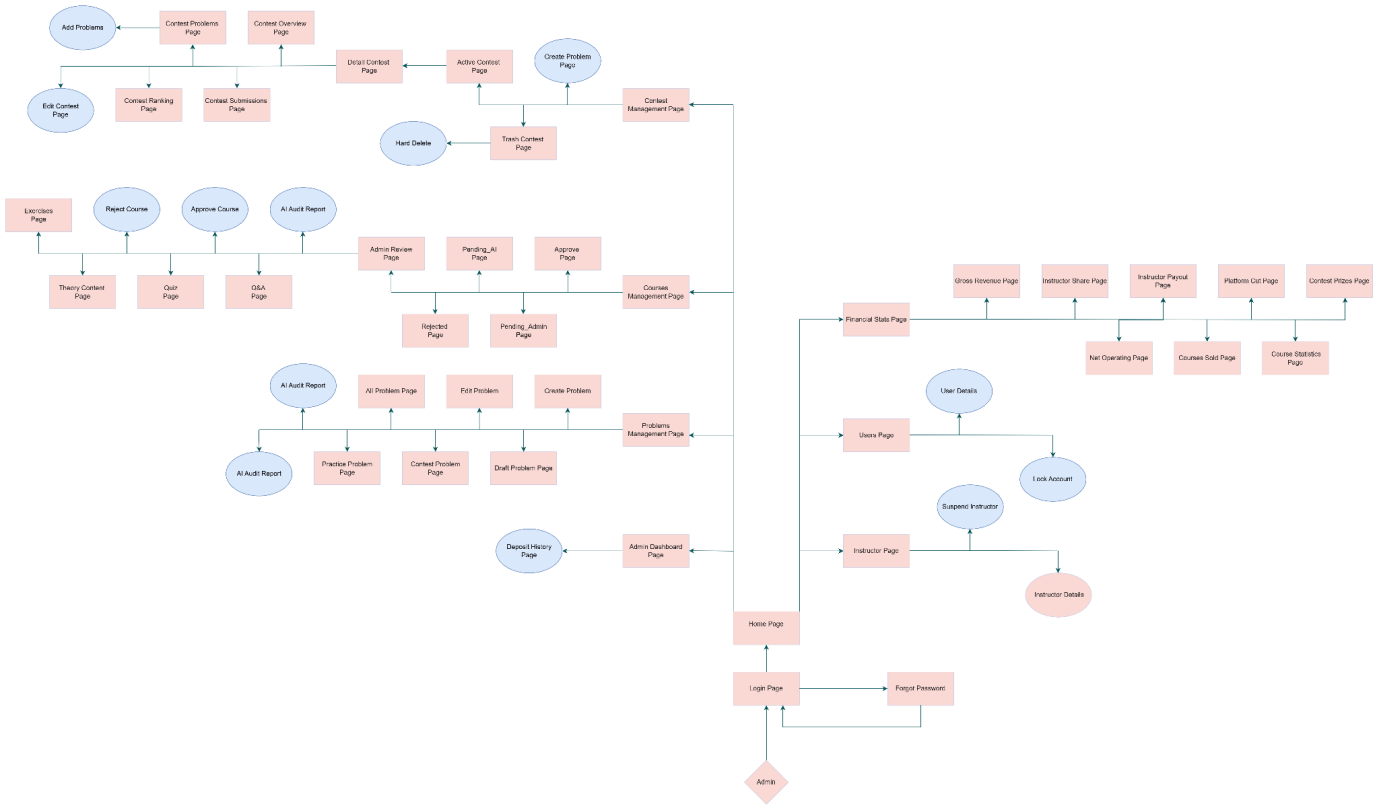 Add Problems
Contest Problems
Page
Contest Overview
Page
Detail Contest
Page
Active Contest
Page
Create Problem
Page
Edit Contest
Page
Contest Ranking
Page
Contest Submissions
Page
Contest
Management Page
Hard Delete
Trash Contest
Page
Exercises
Page
Reject Course
Approve Course
AI Audit Report
Admin Review
Page
Pending_AI
Page
Approve
Page
Theory Content
Page
Quiz
Page
Q&A
Page
Courses
Management Page
Rejected
Page
Pending_Admin
Page
Gross Revenue Page
Instructor Share Page
Instructor Payout
Page
Platform Cut Page
Contest Prizes Page
Financial Stats Page
Net Operating Page
Courses Sold Page
Course Statistics
Page
AI Audit Report
All Problem Page
Edit Problem
Create Problem
Problems
Management Page
AI Audit Report
Practice Problem
Page
Contest Problem
Page
Draft Problem Page
User Details
Users Page
Lock Account
Suspend Instructor
Instructor Page
Instructor Details
Deposit History
Page
Admin Dashboard
Page
Home Page
Login Page
Forgot Password
Admin